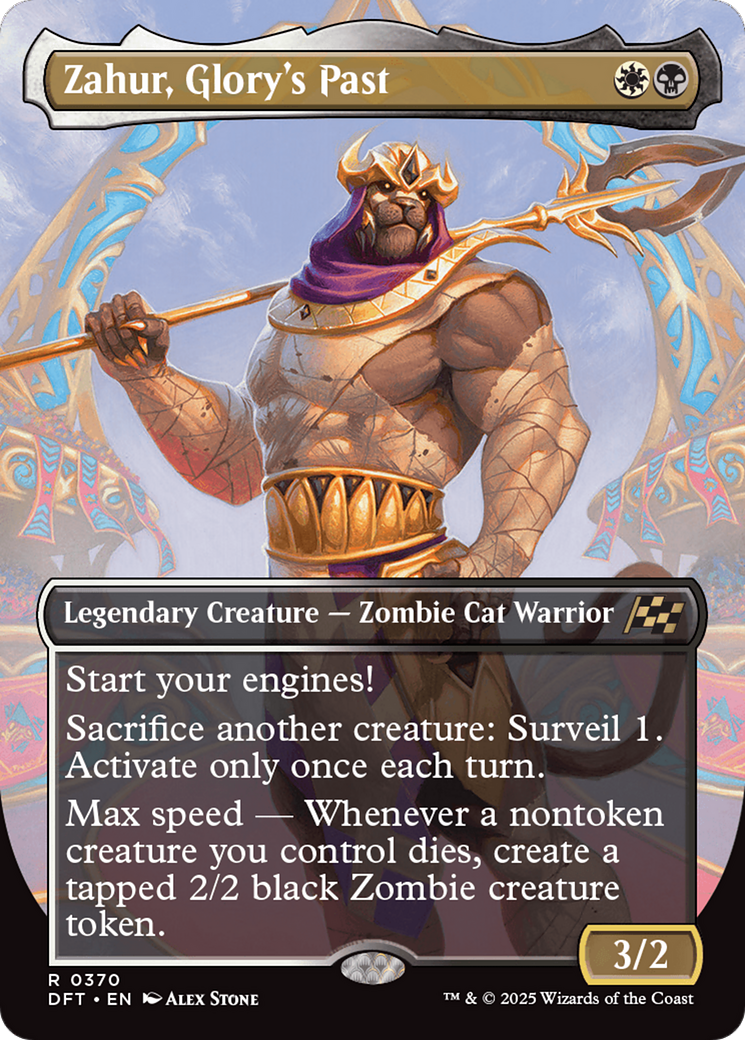 Zahur, Glory's Past
Legendary Creature — Zombie Cat Warrior
Start your engines!
Sacrifice another creature: Surveil 1.
Activate only once each turn.
Max speed — Whenever a nontoken
creature you control dies, create a
tapped 2/2 black Zombie creature
token.
3/2
R 0370
DFT • EN Alex Stone
™ & © 2025 Wizards of the Coast